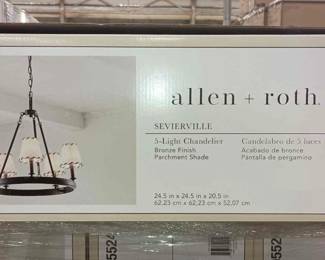 allen + roth
SEVIERVILLE
5-Light Chandelier
Bronze Finish
Parchment Shade
Candelabro de 5 luces
Acabado de bronce
Pantalla de pergamino
24.5 in x 24.5 in x 20.5 in
62,23 cm x 62,23 cm x 52,07 cm
5524